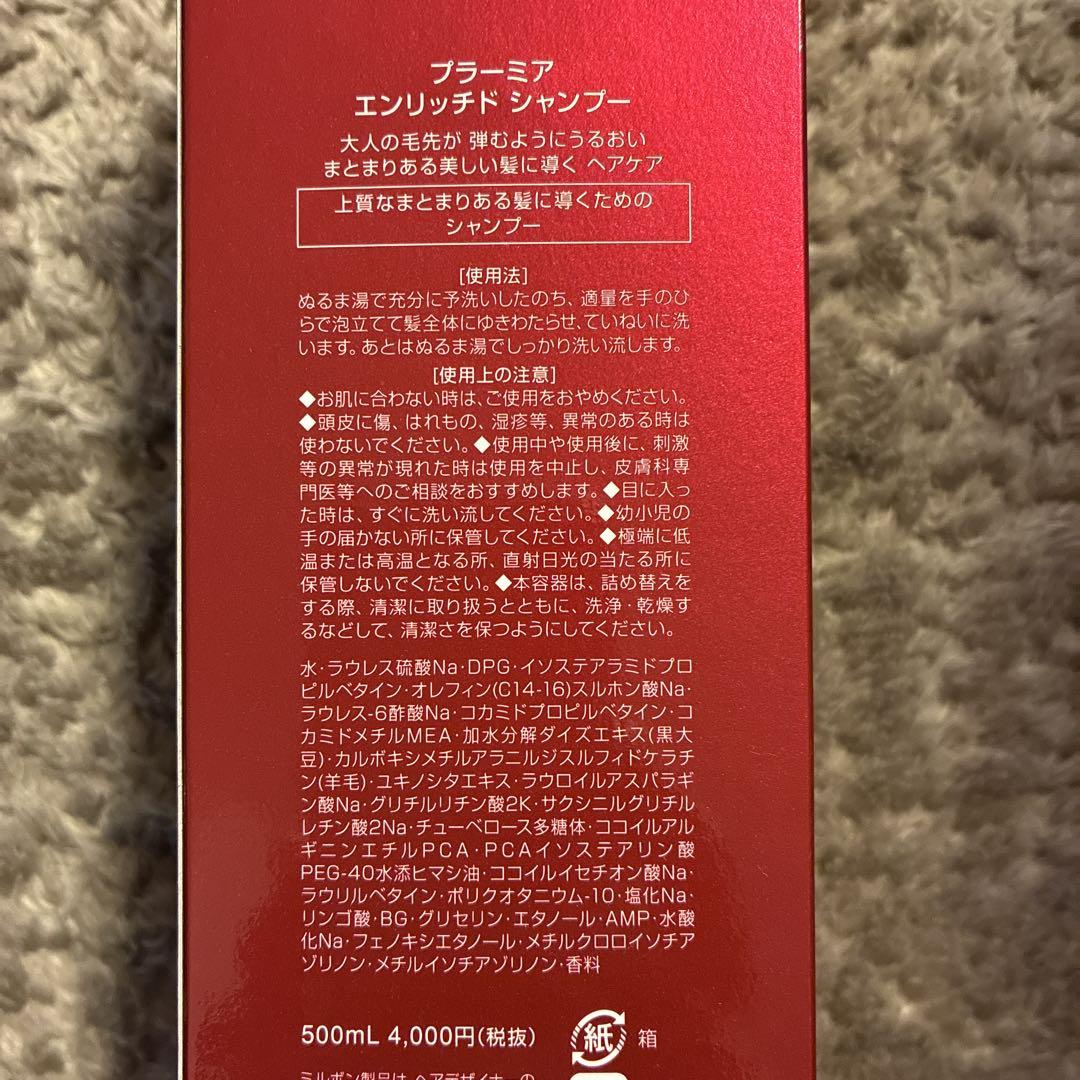 プラーミア
エンリッチド シャンプー
大人の毛先が 弾むようにうるおい
まとまりある美しい髪に導く ヘアケア
上質なまとまりある髪に導くための
シャンプー
[使用法]
ぬるま湯で充分に予洗いしたのち、適量を手のひ
らで泡立てて髪全体にゆきわたらせ、ていねいに洗
います。あとはぬるま湯でしっかり洗い流します。
[使用上の注意]
◆お肌に合わない時は、ご使用をおやめください。
◆頭皮に傷、はれもの、湿疹等、異常のある時は
使わないでください。◆使用中や使用後に、刺激
等の異常が現れた時は使用を中止し、皮膚科専
門医等へのご相談をおすすめします。◆目に入っ
た時は、すぐに洗い流してください。◆幼小児の
手の届かない所に保管してください。◆極端に低
温または高温となる所、直射日光の当たる所に
保管しないでください。◆本容器は、詰め替えを
する際、清潔に取り扱うとともに、洗浄・乾燥す
るなどして、清潔さを保つようにしてください。
水・ラウレス硫酸Na・DPG・イソステアラミドプロ
ピルベタイン・オレフィン(C14-16)スルホン酸Na・
ラウレス-6酢酸Na・コカミドプロピルベタイン・コ
カミドメチルMEA・加水分解ダイズエキス(黒大
豆)・カルボキシメチルアラニルジスルフィドケラチ
ン(羊毛)・ユキノシタエキス・ラウロイルアスパラギ
ン酸Na・グリチルリチン酸2K・サクシニルグリチル
レチン酸2Na・チューベロース多糖体・ココイルアル
ギニンエチルPCA・PCAイソステアリン酸
PEG-40水添ヒマシ油・ココイルイセチオン酸Na・
ラウリルベタイン・ポリクオタニウム-10・塩化Na・
リンゴ酸・BG・グリセリン・エタノール・AMP・水酸
化Na・フェノキシエタノール・メチルクロロイソチア
ゾリノン・メチルイソチアゾリノン・香料
500mL 4,000円(税抜)
紙 箱
ミルボン製品は、ヘアデザイナーの